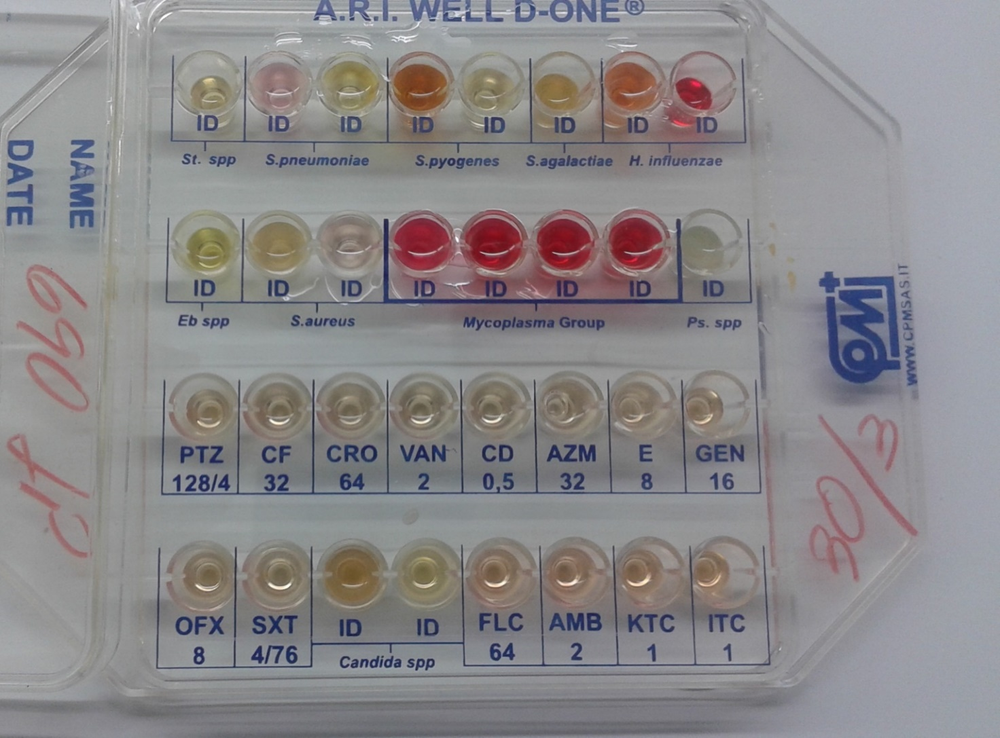 A.R.I. WELL D-ONE®
ID ID ID ID ID ID ID ID
St. spp S.pneumoniae S.pyogenes S.agalactiae H. influenzae
ID ID ID ID ID ID ID ID
Eb spp S.aureus Mycoplasma Group Ps. spp
PTZ CF CRO VAN CD AZM E GEN
128/4 32 64 2 0,5 32 8 16
OFX SXT ID ID FLC AMB KTC ITC
8 4/76 Candida spp 64 2 1 1
NAME
DATE
690
CPM
WWW.CPMSAS.IT
30/3